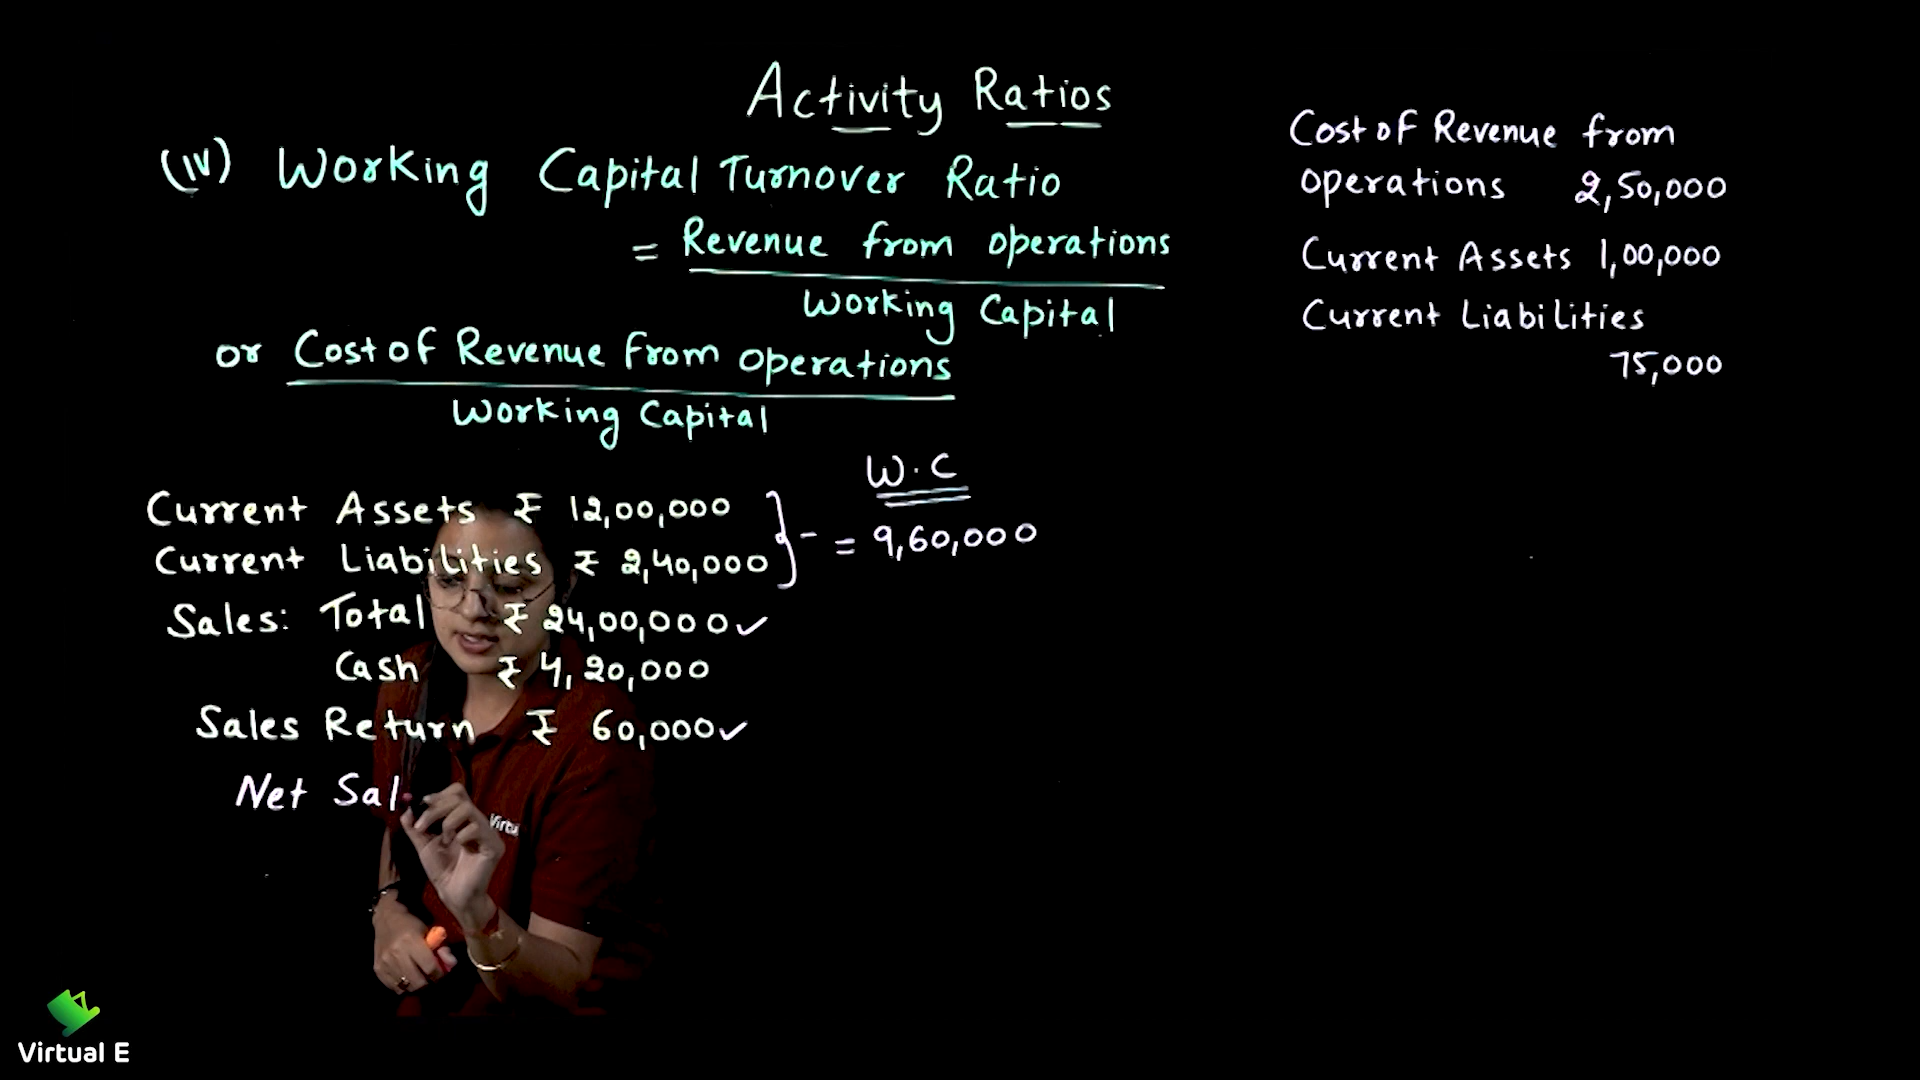 Activity Ratios
(IV) Working Capital Turnover Ratio
= Revenue from operations
Working Capital
or Cost of Revenue from operations
Working Capital
Current Assets ₹ 12,00,000
Current Liabilities ₹ 2,40,000
W.C
} - = 9,60,000
Sales: Total ₹ 24,00,000 ✓
Cash ₹ 4,20,000
Sales Return ₹ 60,000 ✓
Net Sal
Cost of Revenue from
operations 2,50,000
Current Assets 1,00,000
Current Liabilities
75,000
Virtu
Virtual E